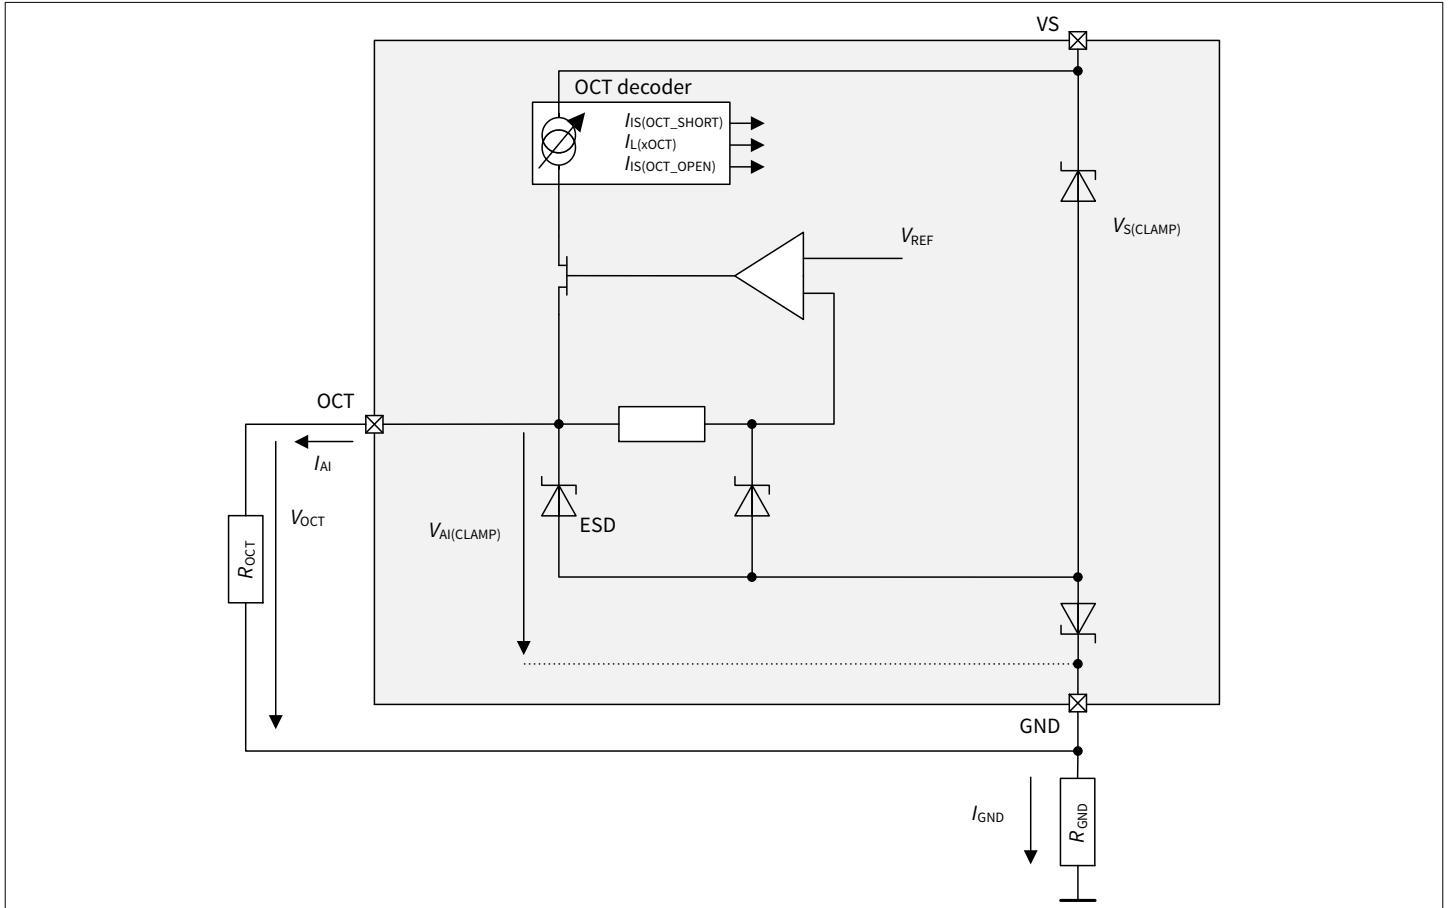 VS
OCT decoder
IIS(OCT_SHORT)
IL(xOCT)
IIS(OCT_OPEN)
VS(CLAMP)
VREF
OCT
IAI
VOCT
VAI(CLAMP)
ESD
ROCT
GND
IGND
RGND